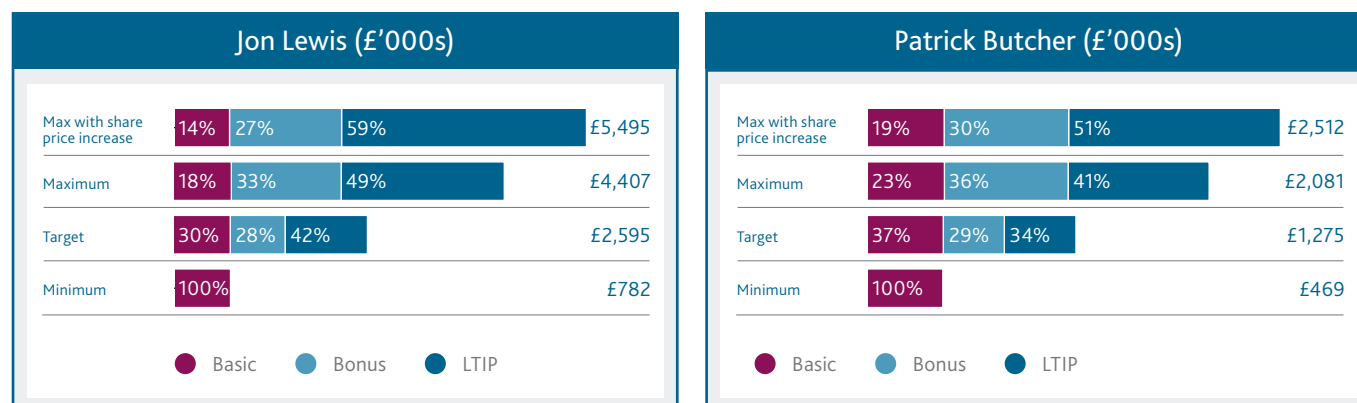 Jon Lewis (£’000s)
Max with share
price increase
14% 27% 59% £5,495
Maximum 18% 33% 49% £4,407
Target 30% 28% 42% £2,595
Minimum 100% £782
Basic Bonus LTIP
Patrick Butcher (£’000s)
Max with share
price increase
19% 30% 51% £2,512
Maximum 23% 36% 41% £2,081
Target 37% 29% 34% £1,275
Minimum 100% £469
Basic Bonus LTIP